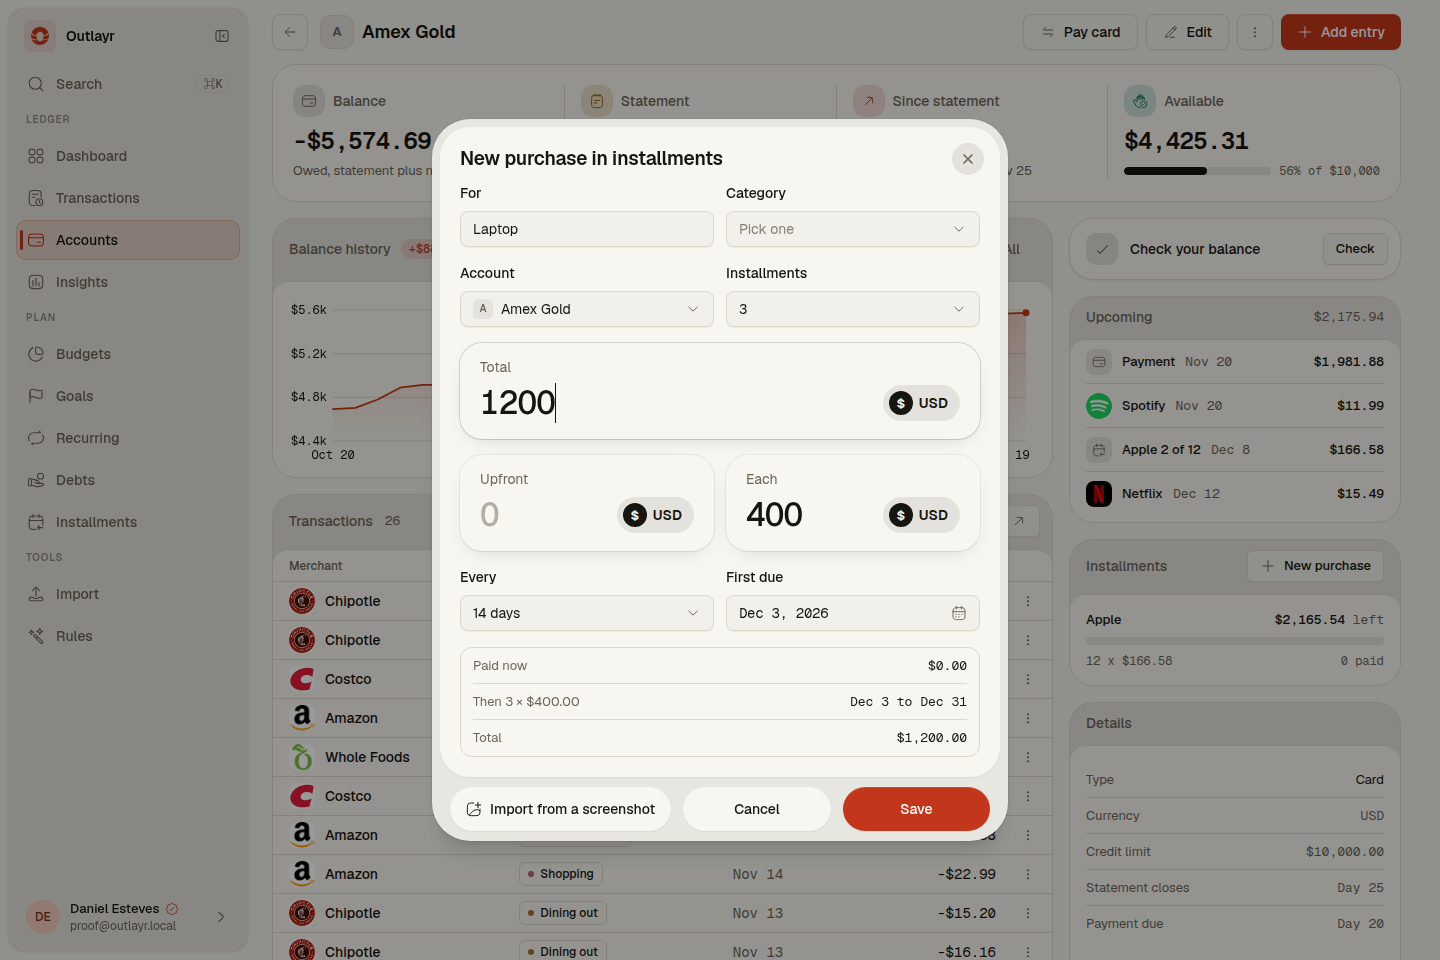 Outlayr
Search ⌘K
LEDGER
Dashboard
Transactions
Accounts
Insights
PLAN
Budgets
Goals
Recurring
Debts
Installments
TOOLS
Import
Rules
DE
Daniel Esteves
proof@outlayr.local
A Amex Gold
Pay card
Edit
Add entry
Balance
-$5,574.69
Owed, statement plus n
Statement
Since statement
v 25
Available
$4,425.31
56% of $10,000
Balance history
All
$5.6k
$5.2k
$4.8k
$4.4k
Oct 20
19
Transactions 26
Merchant
Chipotle
Chipotle
Costco
Amazon
Whole Foods
Costco
Amazon
Amazon Shopping Nov 14 -$22.99
Chipotle Dining out Nov 13 -$15.20
Chipotle Dining out Nov 13 -$16.16
New purchase in installments
For
Laptop
Category
Pick one
Account
A Amex Gold
Installments
3
Total
1200
$ USD
Upfront
0
$ USD
Each
400
$ USD
Every
14 days
First due
Dec 3, 2026
Paid now $0.00
Then 3 × $400.00 Dec 3 to Dec 31
Total $1,200.00
Import from a screenshot
Cancel
Save
Check your balance
Check
Upcoming $2,175.94
Payment Nov 20 $1,981.88
Spotify Nov 20 $11.99
Apple 2 of 12 Dec 8 $166.58
Netflix Dec 12 $15.49
Installments
New purchase
Apple $2,165.54 left
12 x $166.58 0 paid
Details
Type Card
Currency USD
Credit limit $10,000.00
Statement closes Day 25
Payment due Day 20